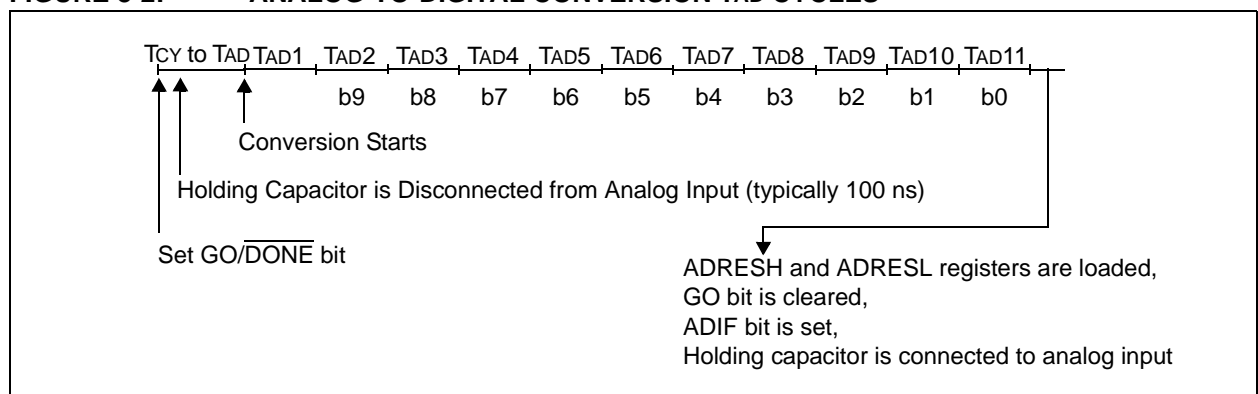 FIGURE 9-2: ANALOG-TO-DIGITAL CONVERSION TAD CYCLES
TCY to TAD TAD1 TAD2 TAD3 TAD4 TAD5 TAD6 TAD7 TAD8 TAD9 TAD10 TAD11
b9 b8 b7 b6 b5 b4 b3 b2 b1 b0
Conversion Starts
Holding Capacitor is Disconnected from Analog Input (typically 100 ns)
Set GO/DONE bit
ADRESH and ADRESL registers are loaded,
GO bit is cleared,
ADIF bit is set,
Holding capacitor is connected to analog input